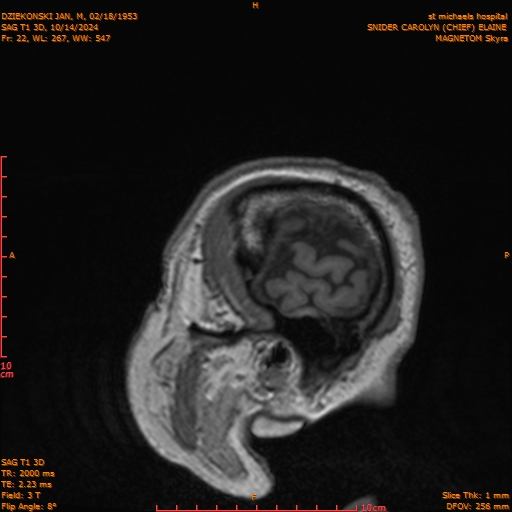 H
DZIEKONSKI JAN, M, 02/18/1953
SAG T1 3D, 10/14/2024
Fr: 22, WL: 267, WW: 547
st michaels hospital
SNIDER CAROLYN (CHIEF) ELAINE
MAGNETOM Skyra
A
P
10
cm
SAG T1 3D
TR: 2000 ms
TE: 2.23 ms
Field: 3 T
Flip Angle: 8°
F
10cm
Slice Thk: 1 mm
DFOV: 256 mm